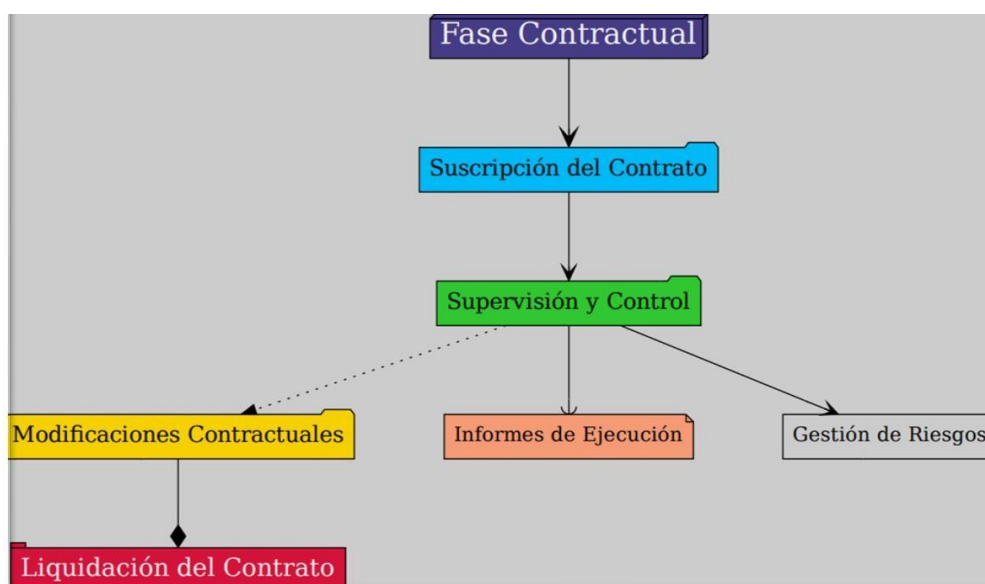 Fase Contractual
Suscripción del Contrato
Supervisión y Control
Modificaciones Contractuales
Informes de Ejecución
Gestión de Riesgos
Liquidación del Contrato